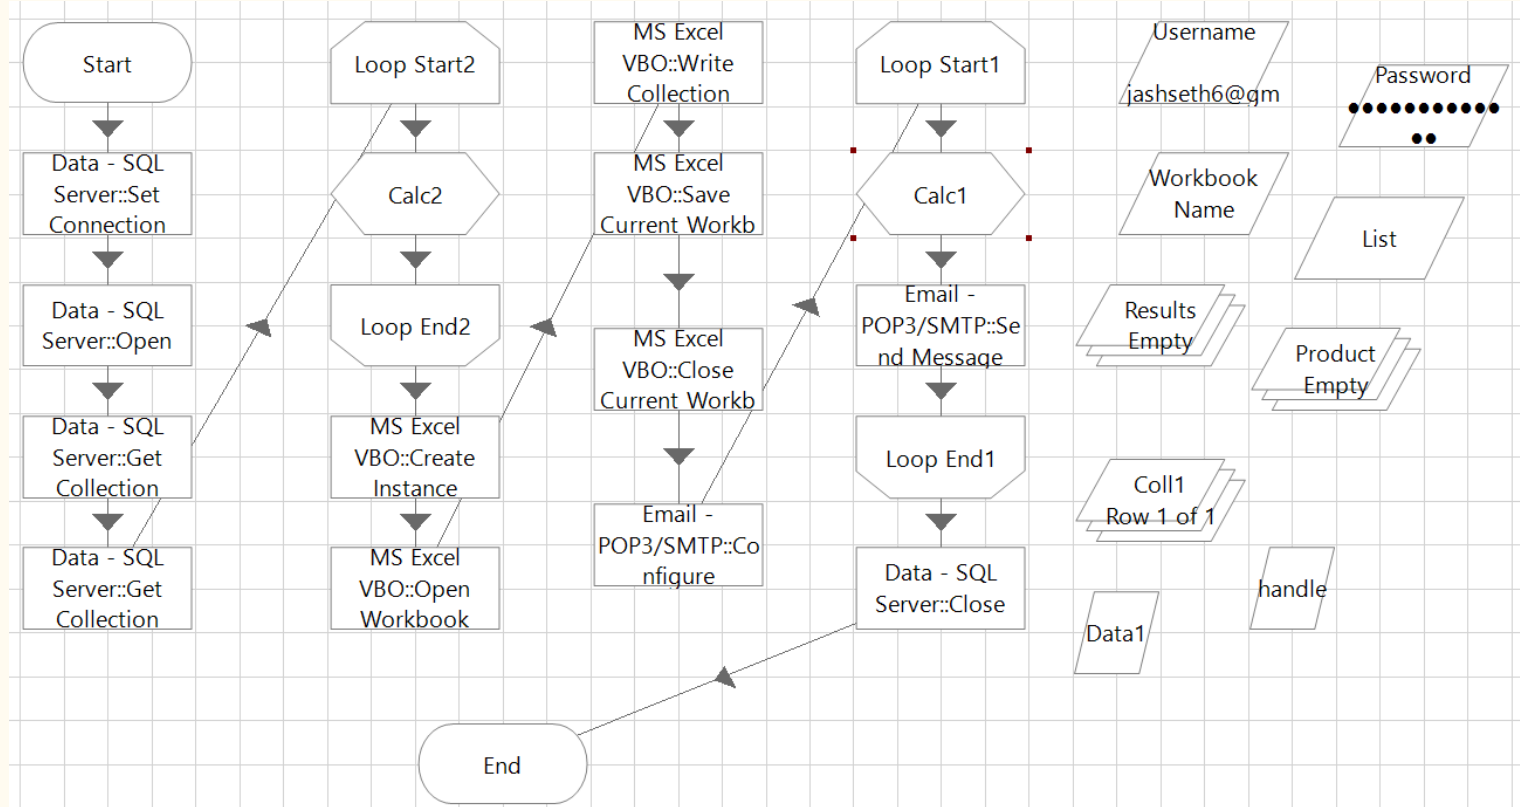 Start
Data - SQL
Server::Set
Connection
Data - SQL
Server::Open
Data - SQL
Server::Get
Collection
Data - SQL
Server::Get
Collection
Loop Start2
Calc2
Loop End2
MS Excel
VBO::Create
Instance
MS Excel
VBO::Open
Workbook
MS Excel
VBO::Write
Collection
MS Excel
VBO::Save
Current Workb
MS Excel
VBO::Close
Current Workb
Email -
POP3/SMTP::Co
nfigure
Loop Start1
Calc1
Email -
POP3/SMTP::Se
nd Message
Loop End1
Data - SQL
Server::Close
End
Username
jashseth6@gm
Password
●●●●●●●●●●●
●●
Workbook
Name
List
Results
Empty
Product
Empty
Coll1
Row 1 of 1
handle
Data1